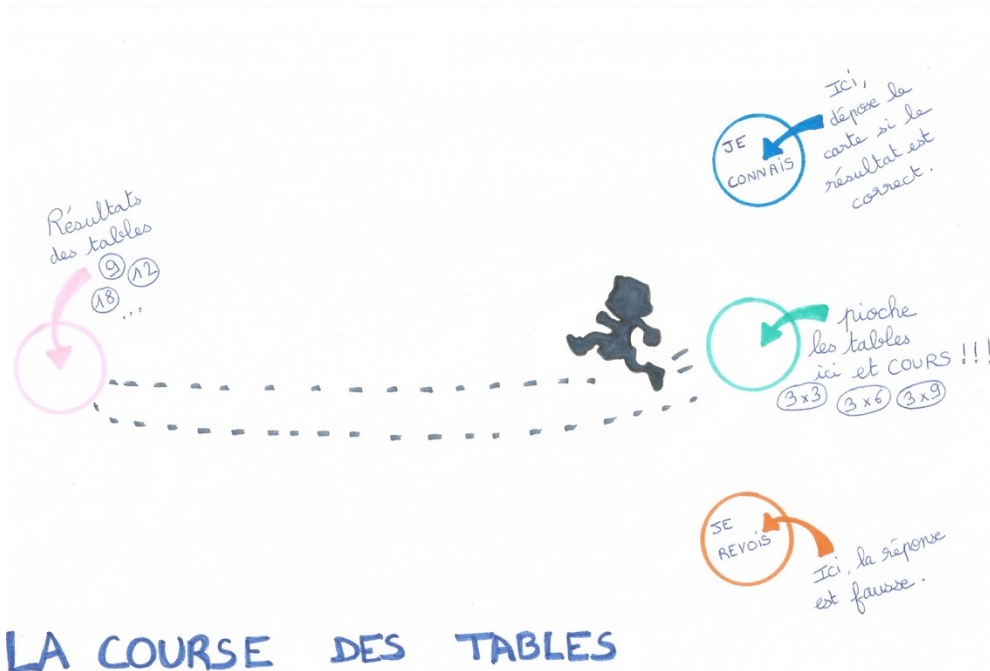 Ici,
dépose la
carte si le
résultat est
correct.
JE
CONNAIS
Résultats
des tables
9 12
18 ...
pioche
les tables
ici et COURS !!!
3x3 3x6 3x9
JE
REVOIS
Ici, la réponse
est fausse.
LA COURSE DES TABLES